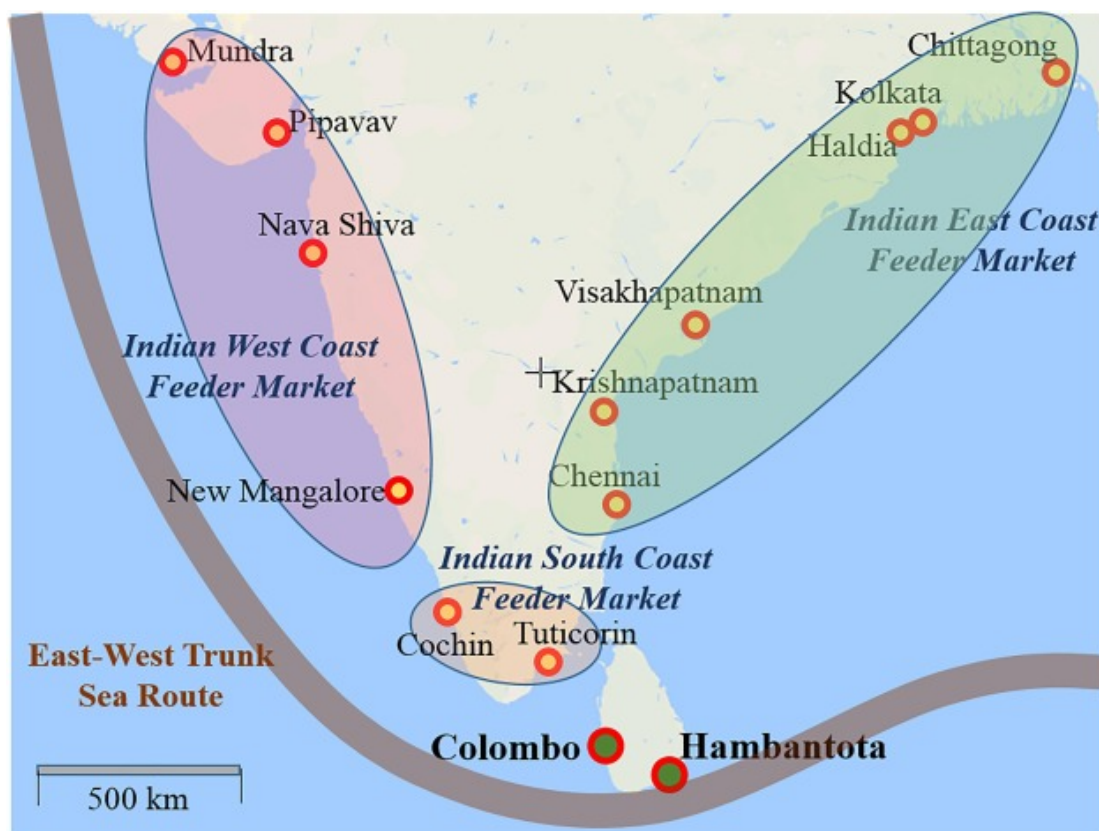 Mundra
Chittagong
Kolkata
Pipavav
Haldia
Nava Shiva
Indian East Coast
Feeder Market
Visakhapatnam
Indian West Coast
Feeder Market
Krishnapatnam
Chennai
New Mangalore
Indian South Coast
Feeder Market
Cochin
Tuticorin
East-West Trunk
Sea Route
Colombo
Hambantota
500 km